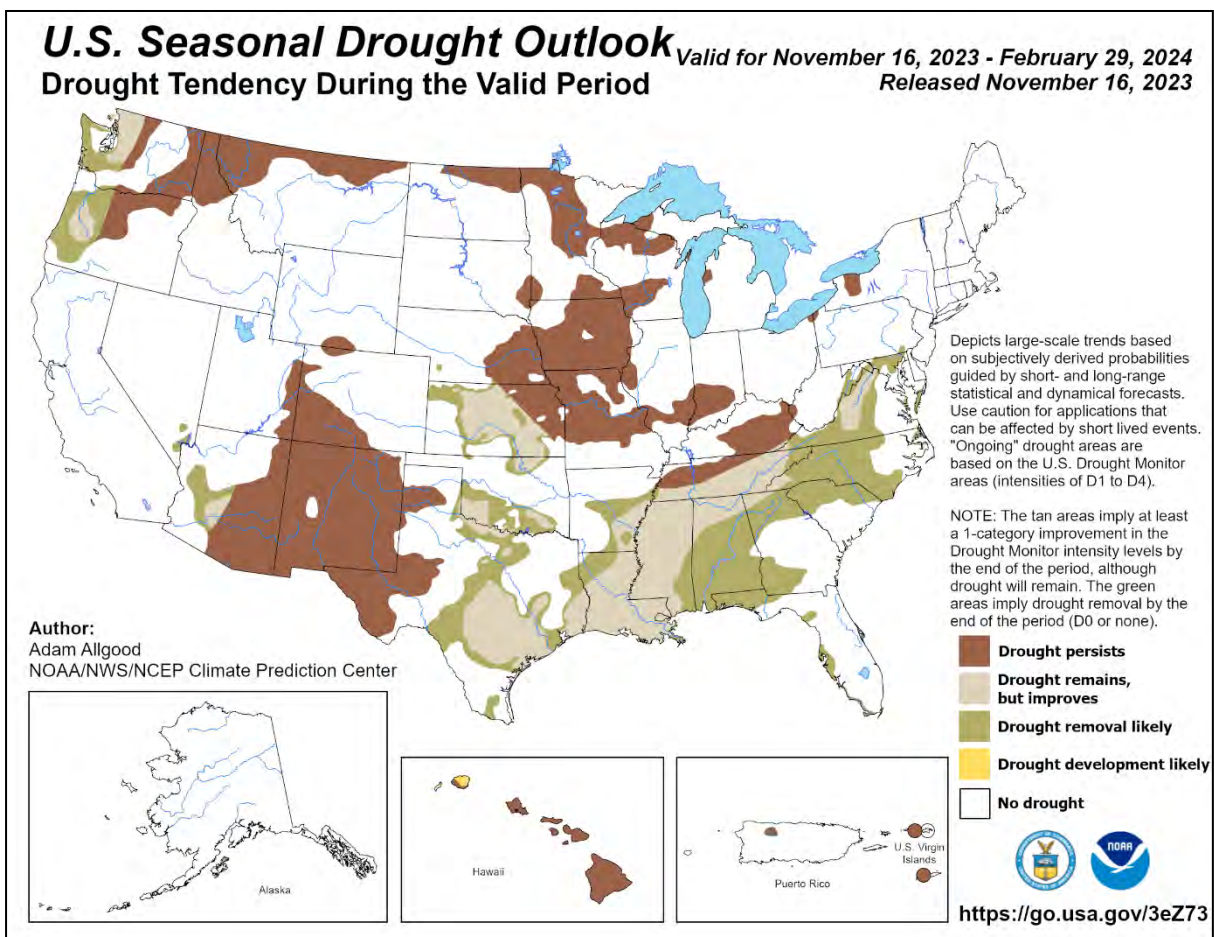 U.S. Seasonal Drought Outlook
Drought Tendency During the Valid Period
Valid for November 16, 2023 - February 29, 2024
Released November 16, 2023
Depicts large-scale trends based
on subjectively derived probabilities
guided by short- and long-range
statistical and dynamical forecasts.
Use caution for applications that
can be affected by short lived events.
"Ongoing" drought areas are
based on the U.S. Drought Monitor
areas (intensities of D1 to D4).
NOTE: The tan areas imply at least
a 1-category improvement in the
Drought Monitor intensity levels by
the end of the period, although
drought will remain. The green
areas imply drought removal by the
end of the period (D0 or none).
Author:
Adam Allgood
NOAA/NWS/NCEP Climate Prediction Center
Drought persists
Drought remains,
but improves
Drought removal likely
Drought development likely
No drought
Alaska
Hawaii
Puerto Rico
U.S. Virgin
Islands
NOAA
https://go.usa.gov/3eZ73